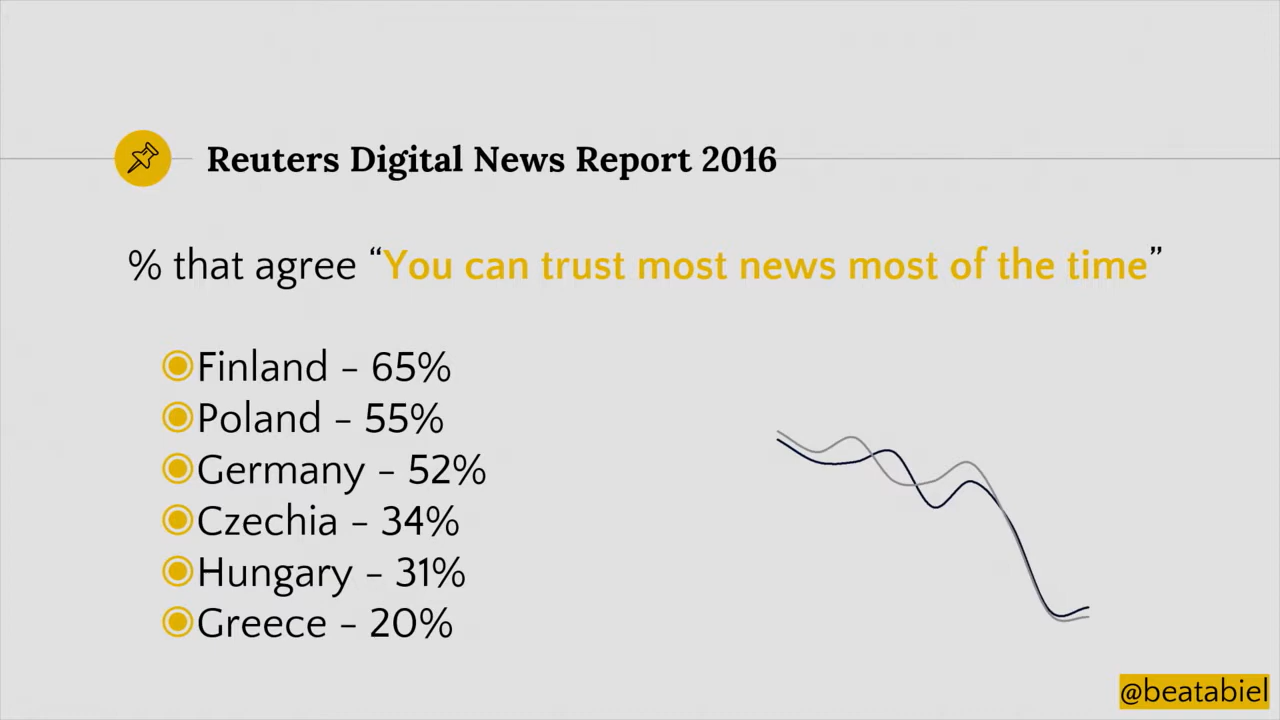 Reuters Digital News Report 2016
% that agree “You can trust most news most of the time”
Finland – 65%
Poland – 55%
Germany – 52%
Czechia – 34%
Hungary – 31%
Greece – 20%
@beatabiel